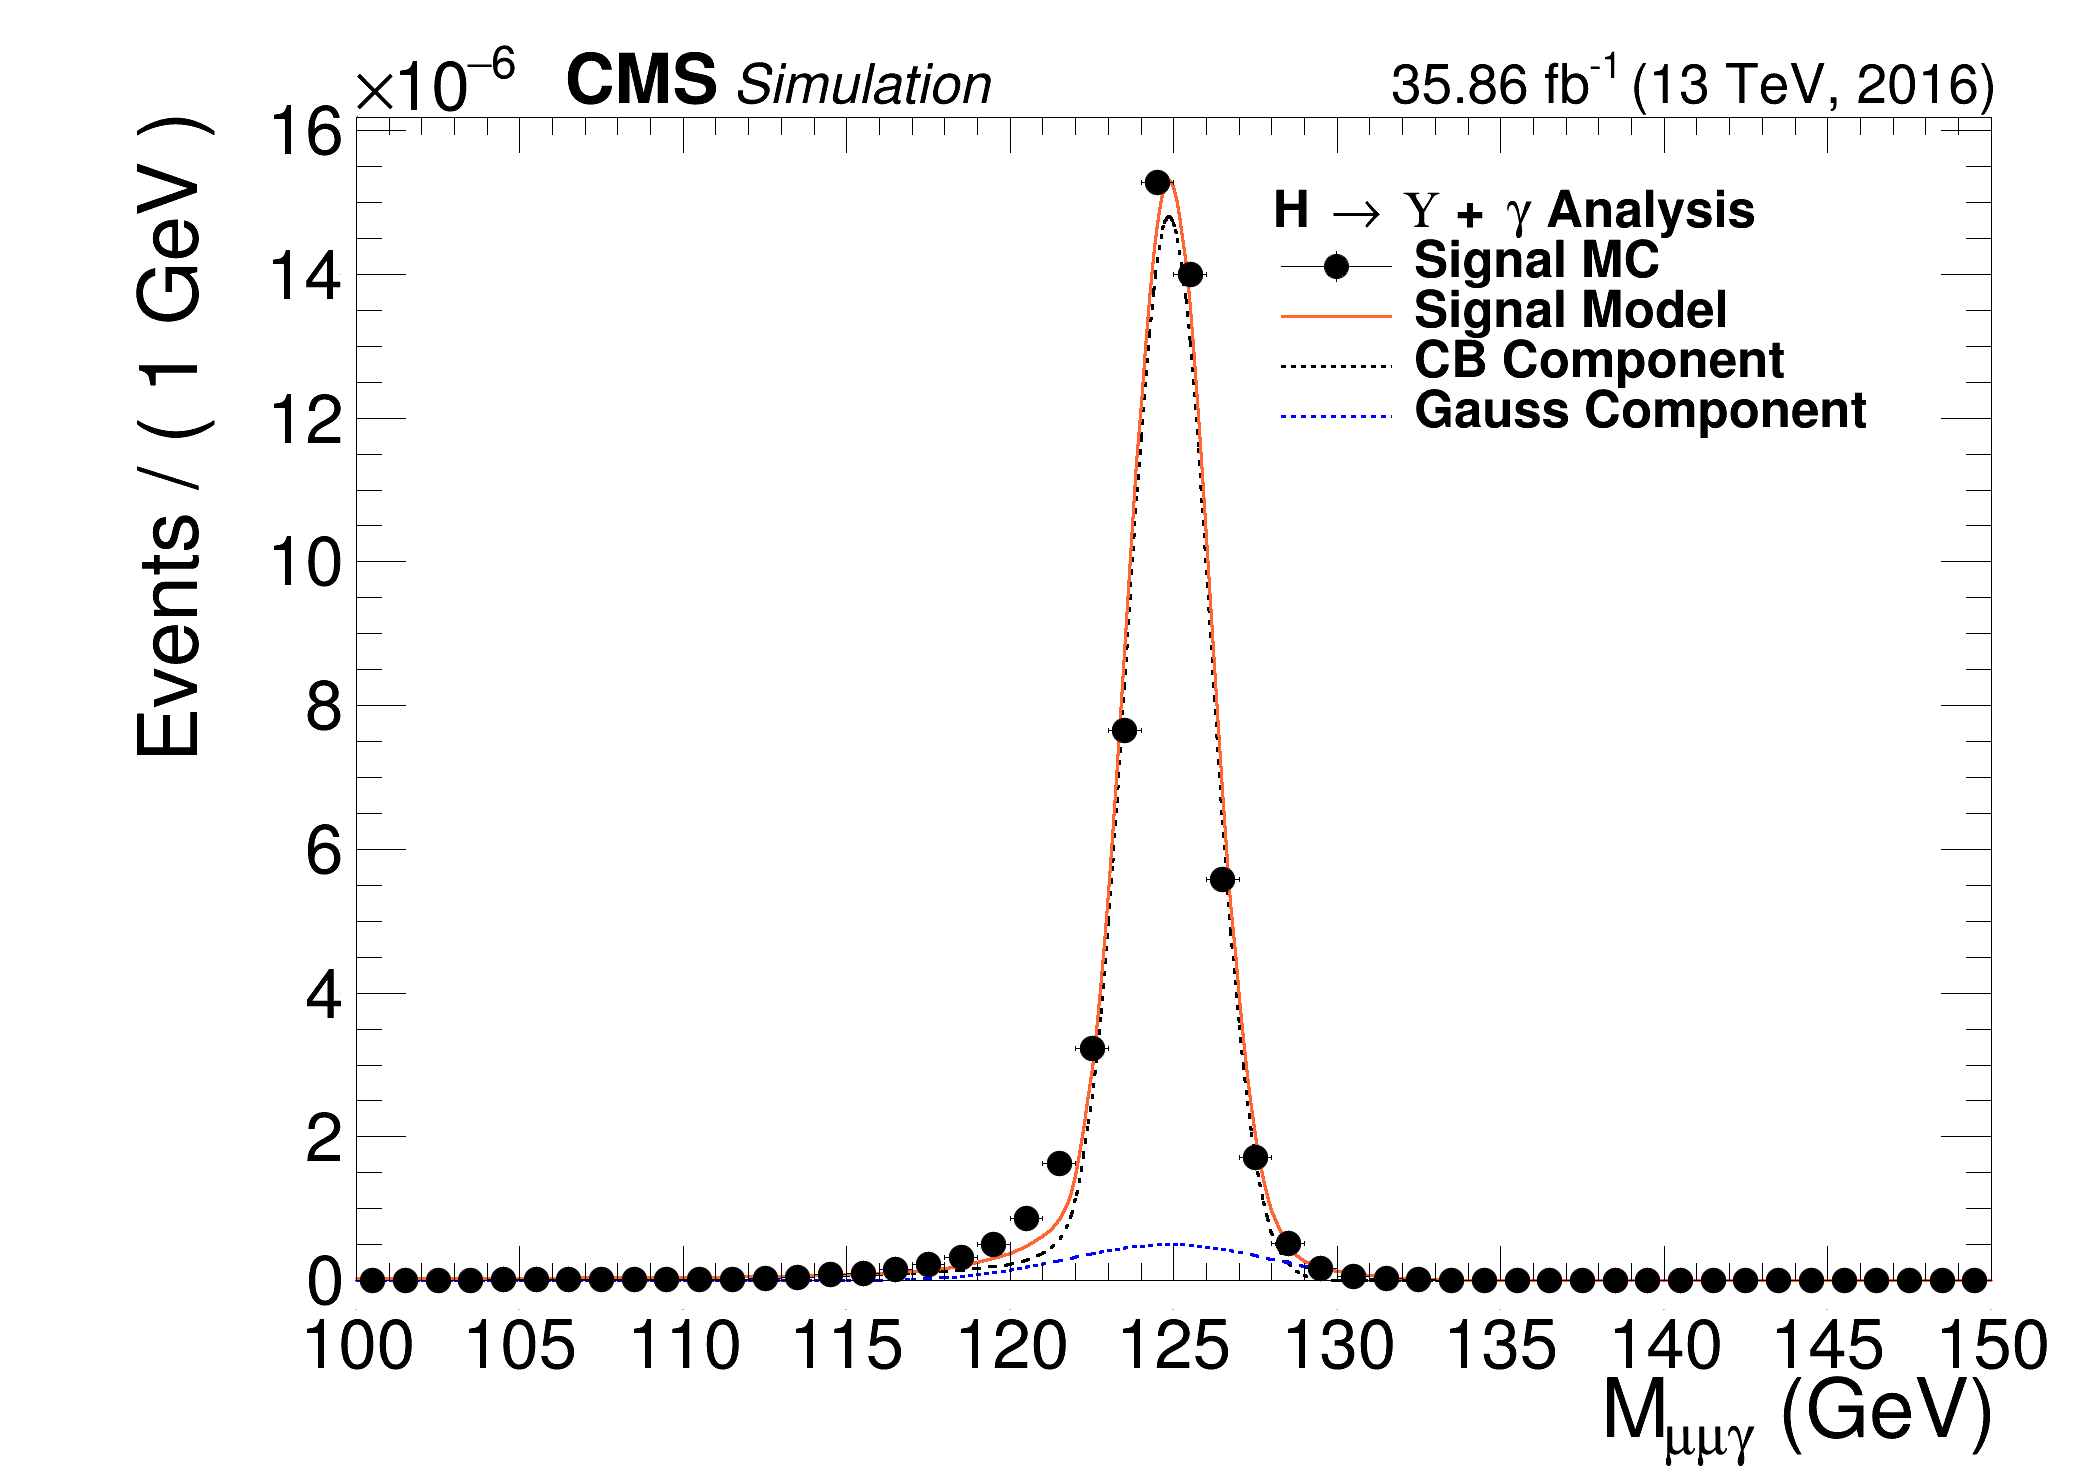 ×10⁻⁶ CMS Simulation 35.86 fb⁻¹ (13 TeV, 2016)
Events / ( 1 GeV )
16
14
12
10
8
6
4
2
0
H → Υ + γ Analysis
Signal MC
Signal Model
CB Component
Gauss Component
100 105 110 115 120 125 130 135 140 145 150
M_μμγ (GeV)